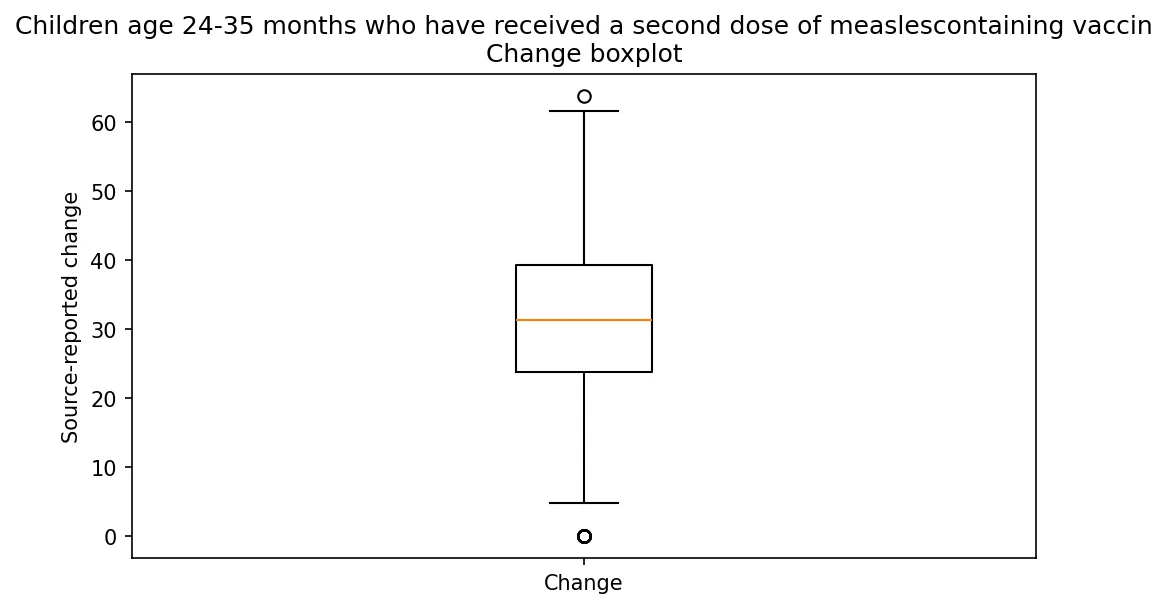 Children age 24-35 months who have received a second dose of measlescontaining vaccin
Change boxplot
Source-reported change
60
50
40
30
20
10
0
Change